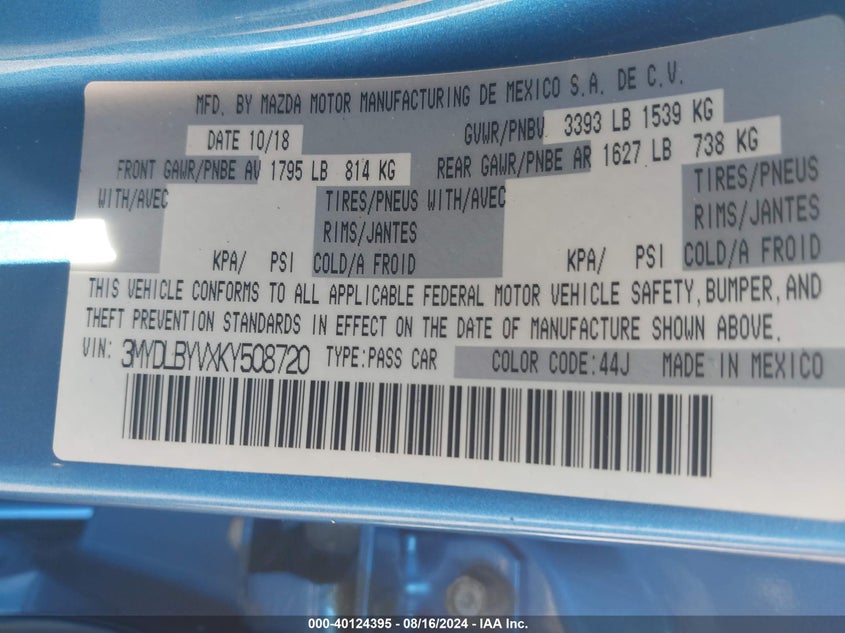 MFD. BY MAZDA MOTOR MANUFACTURING DE MEXICO S.A. DE C.V.
DATE 10/18 GVWR/PNBV 3393 LB 1539 KG
FRONT GAWR/PNBE AV 1795 LB 814 KG REAR GAWR/PNBE AR 1627 LB 738 KG
WITH/AVEC TIRES/PNEUS WITH/AVEC TIRES/PNEUS
RIMS/JANTES RIMS/JANTES
KPA/ PSI COLD/A FROID KPA/ PSI COLD/A FROID
THIS VEHICLE CONFORMS TO ALL APPLICABLE FEDERAL MOTOR VEHICLE SAFETY, BUMPER, AND
THEFT PREVENTION STANDARDS IN EFFECT ON THE DATE OF MANUFACTURE SHOWN ABOVE.
VIN: 3MYDLBYVXKY508720 TYPE:PASS CAR COLOR CODE:44J MADE IN MEXICO
000-40124395 - 08/16/2024 - IAA Inc.